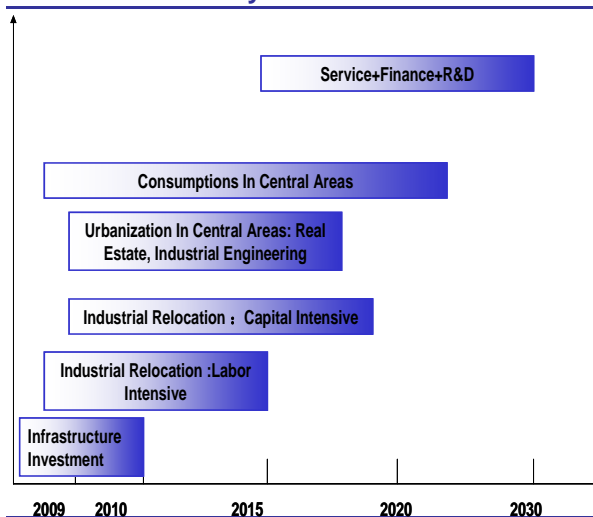 Service+Finance+R&D
Consumptions In Central Areas
Urbanization In Central Areas: Real
Estate, Industrial Engineering
Industrial Relocation ：Capital Intensive
Industrial Relocation :Labor
Intensive
Infrastructure
Investment
2009 2010 2015 2020 2030